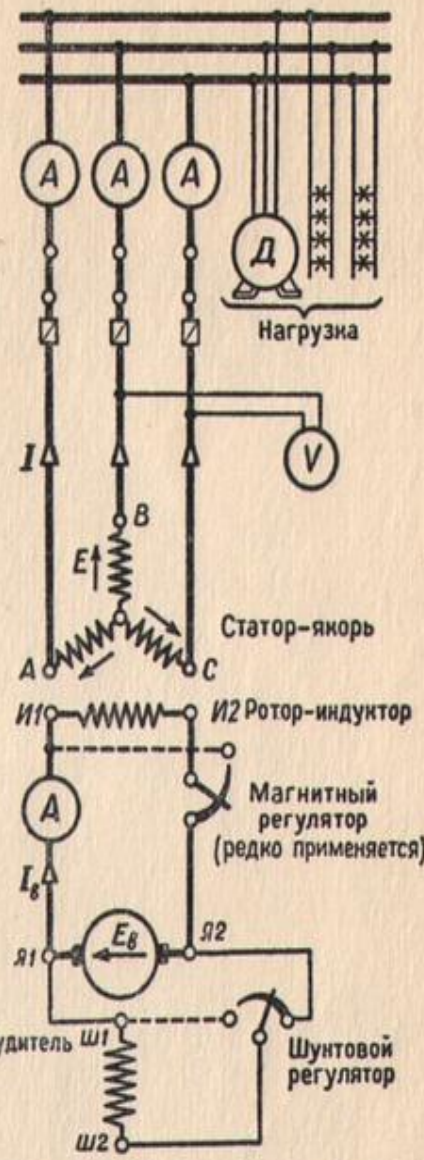 А А А
Д
Нагрузка
I
V
В
E
Статор-якорь
А
С
И1
И2 Ротор-индуктор
А
Магнитный
регулятор
(редко применяется)
Iв
Eв
Я1
Я2
удитель
Ш1
Шунтовой
регулятор
Ш2